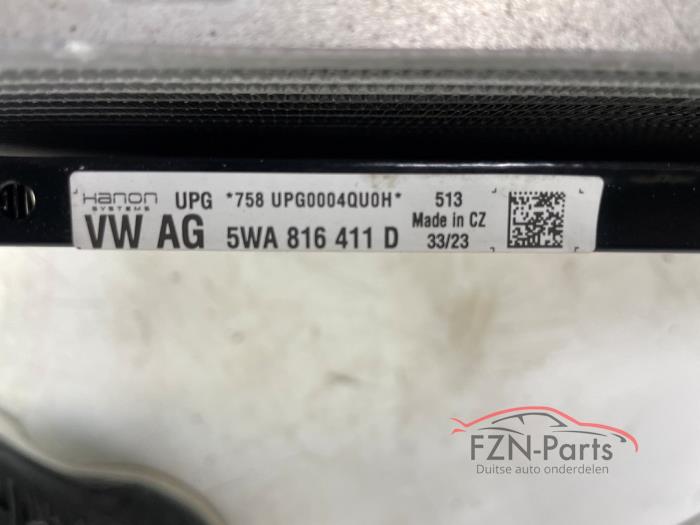 Hanon UPG *758 UPG0004QU0H* 513
SYSTEMS Made in CZ
VW AG 5WA 816 411 D 33/23
FZN-Parts
Duitse auto onderdelen